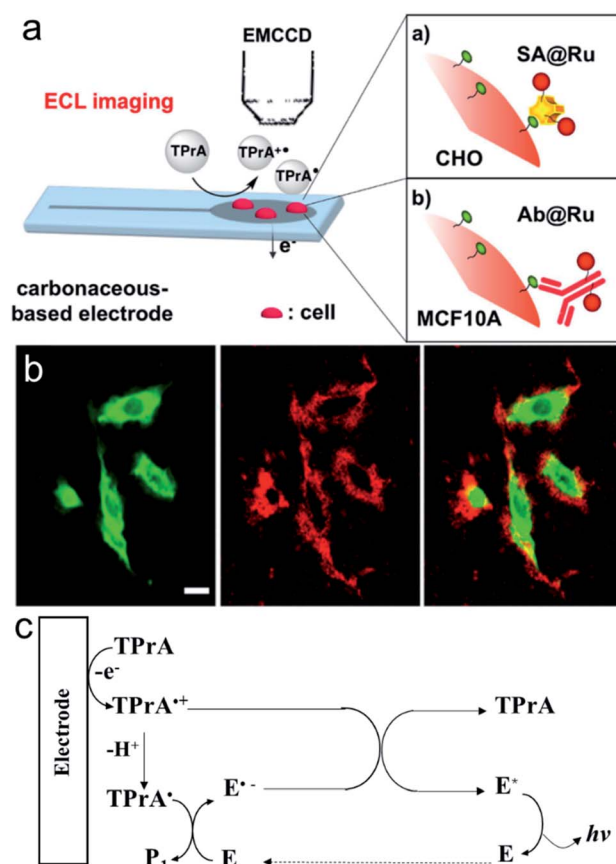 a
EMCCD
ECL imaging
TPrA
TPrA+•
TPrA•
e-
carbonaceous-
based electrode
: cell
a)
SA@Ru
CHO
b)
Ab@Ru
MCF10A
b
c
Electrode
TPrA
-e-
TPrA•+
-H+
TPrA•
P1
E•-
E
TPrA
E*
E
hν